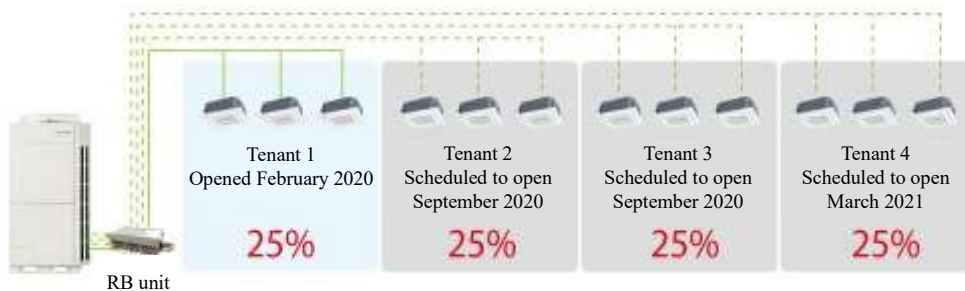 Tenant 1
Opened February 2020
25%
Tenant 2
Scheduled to open
September 2020
25%
Tenant 3
Scheduled to open
September 2020
25%
Tenant 4
Scheduled to open
March 2021
25%
RB unit